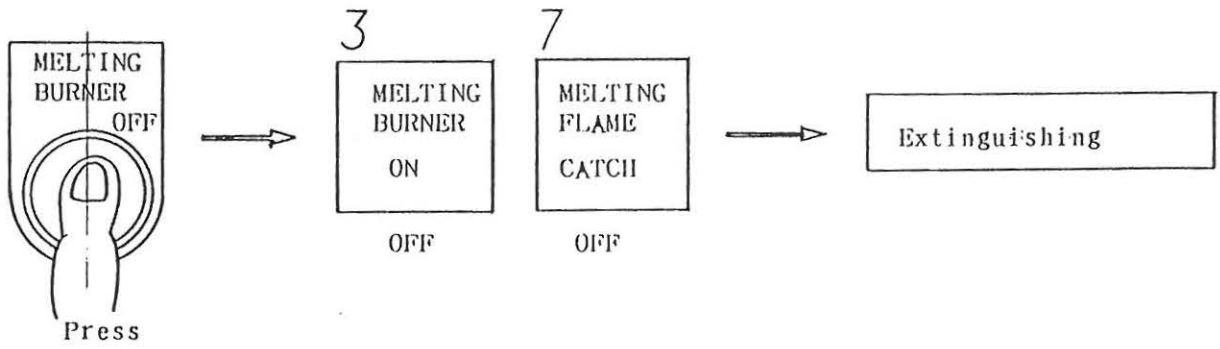 MELTING
BURNER
OFF
Press
3
MELTING
BURNER
ON
OFF
7
MELTING
FLAME
CATCH
OFF
Extinguishing